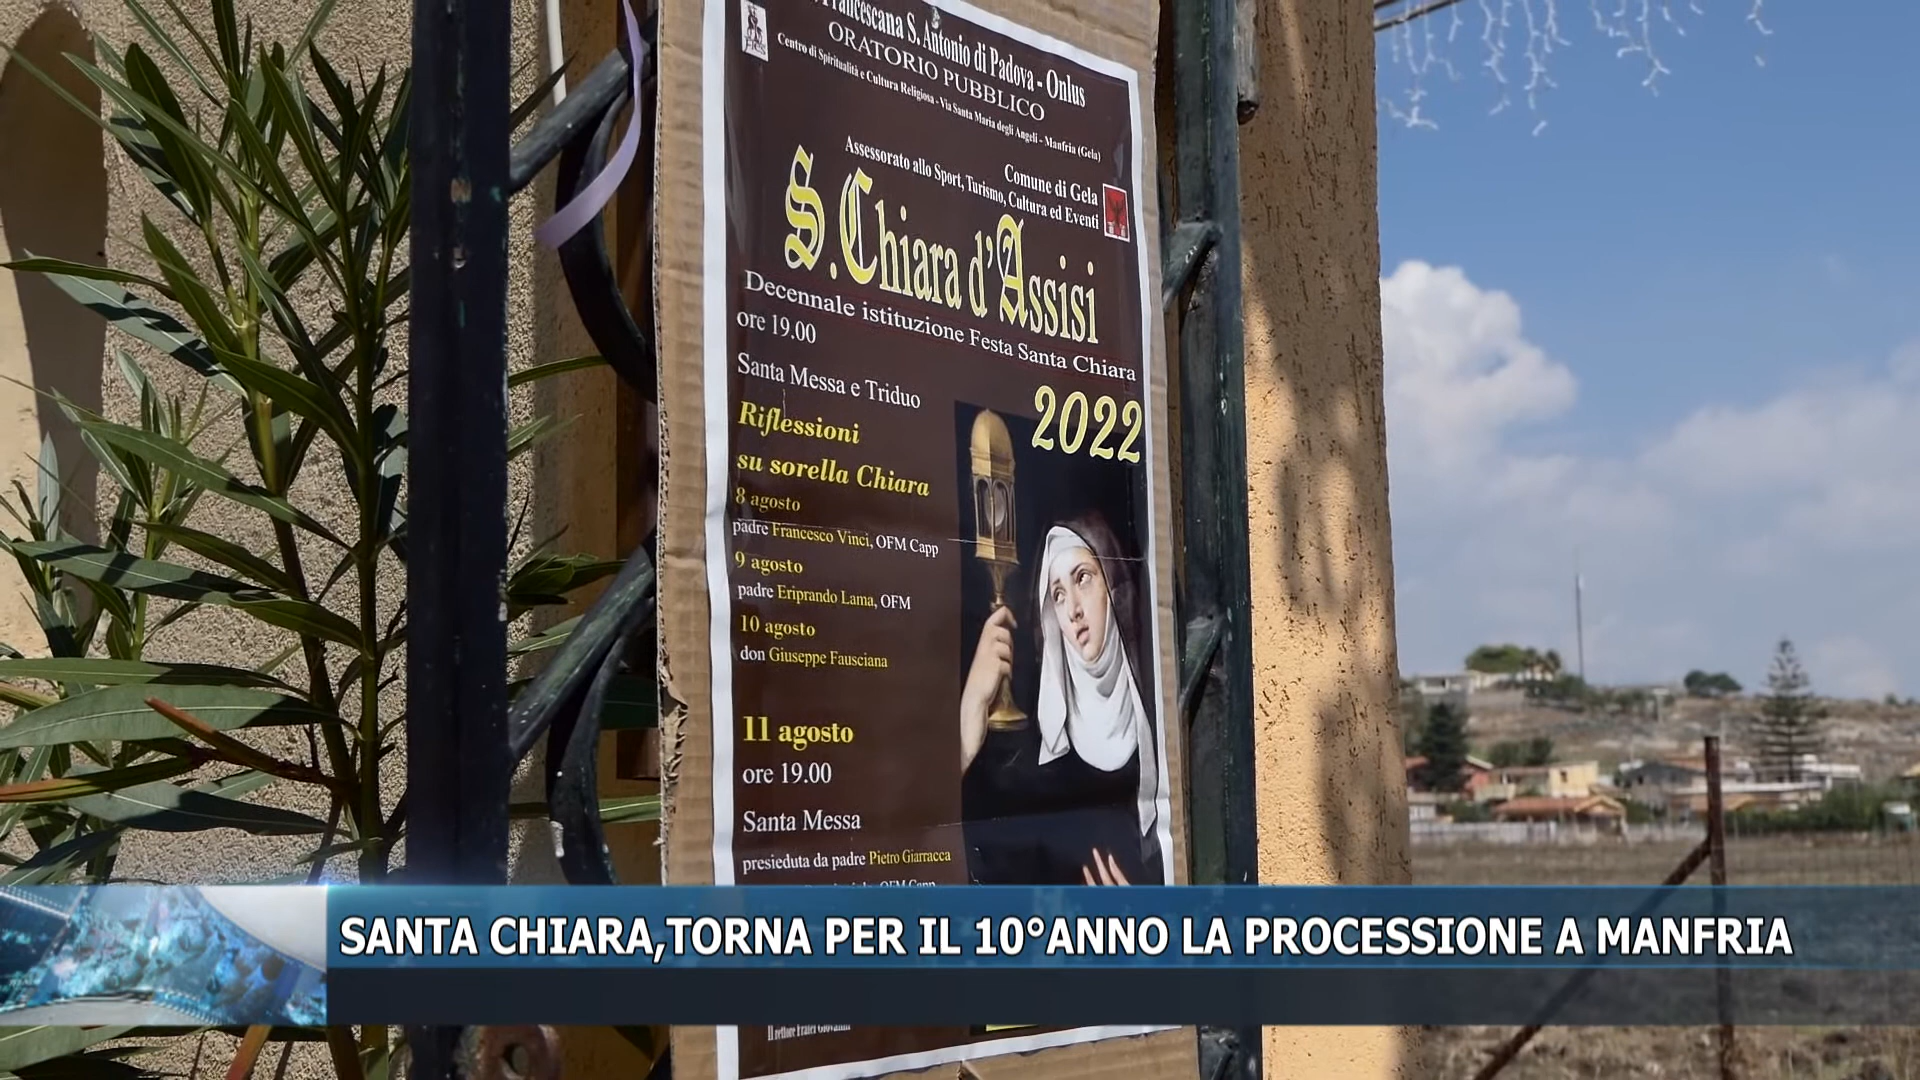 Francescana S. Antonio di Padova - Onlus
ORATORIO PUBBLICO
Centro di Spiritualità e Cultura Religiosa - Via Santa Maria degli Angeli - Manfria (Gela)
Comune di Gela
Assessorato allo Sport, Turismo, Cultura ed Eventi
S. Chiara d'Assisi
Decennale istituzione Festa Santa Chiara
2022
ore 19.00
Santa Messa e Triduo
Riflessioni
su sorella Chiara
8 agosto
padre Francesco Vinci, OFM Capp
9 agosto
padre Eriprando Lama, OFM
10 agosto
don Giuseppe Fausciana
11 agosto
ore 19.00
Santa Messa
presieduta da padre Pietro Giarracca
OFM Capp
SANTA CHIARA,TORNA PER IL 10°ANNO LA PROCESSIONE A MANFRIA
Il rettore